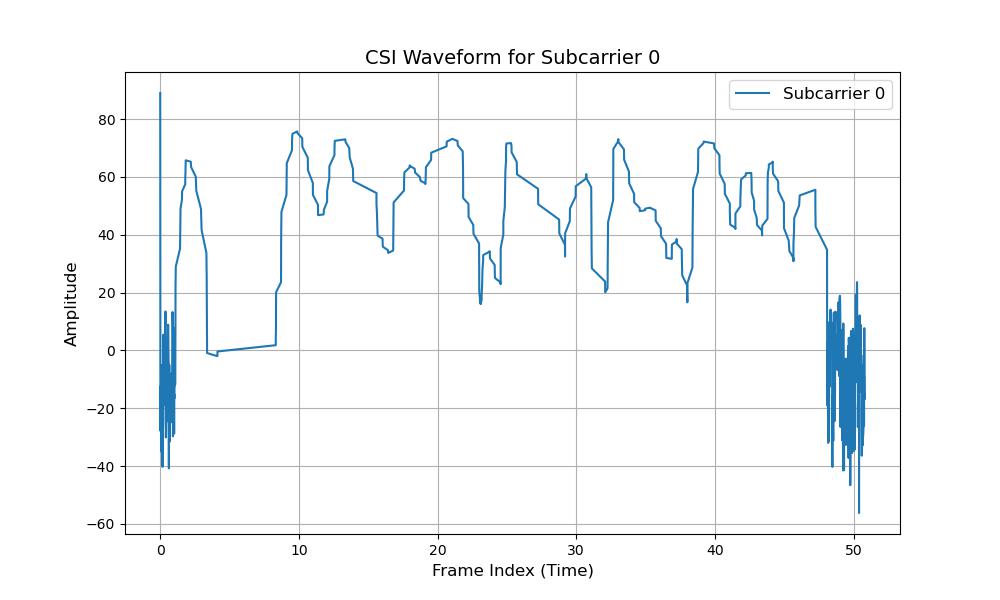 CSI Waveform for Subcarrier 0
Subcarrier 0
80
60
40
20
0
−20
−40
−60
Amplitude
0 10 20 30 40 50
Frame Index (Time)